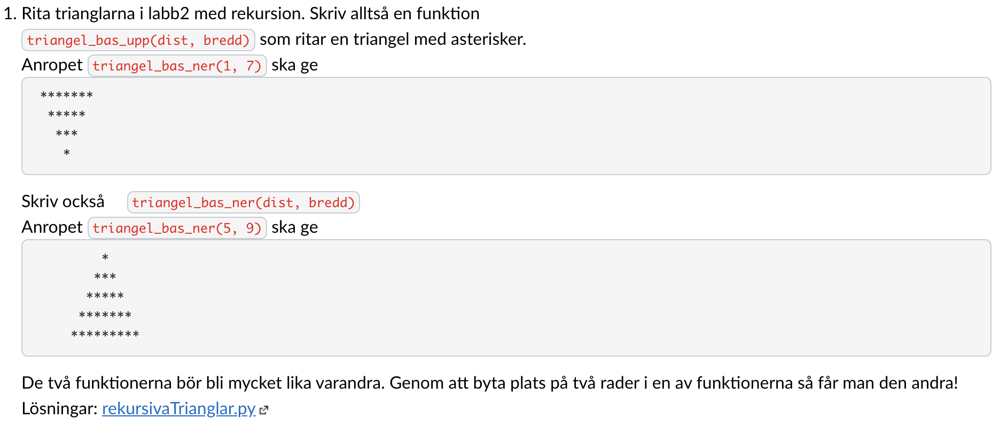 1. Rita trianglarna i labb2 med rekursion. Skriv alltså en funktion
triangel_bas_upp(dist, bredd) som ritar en triangel med asterisker.
Anropet triangel_bas_ner(1, 7) ska ge
 *******
  *****
   ***
    *
Skriv också triangel_bas_ner(dist, bredd)
Anropet triangel_bas_ner(5, 9) ska ge
         *
        ***
       *****
      *******
     *********
De två funktionerna bör bli mycket lika varandra. Genom att byta plats på två rader i en av funktionerna så får man den andra!
Lösningar: rekursivaTrianglar.py